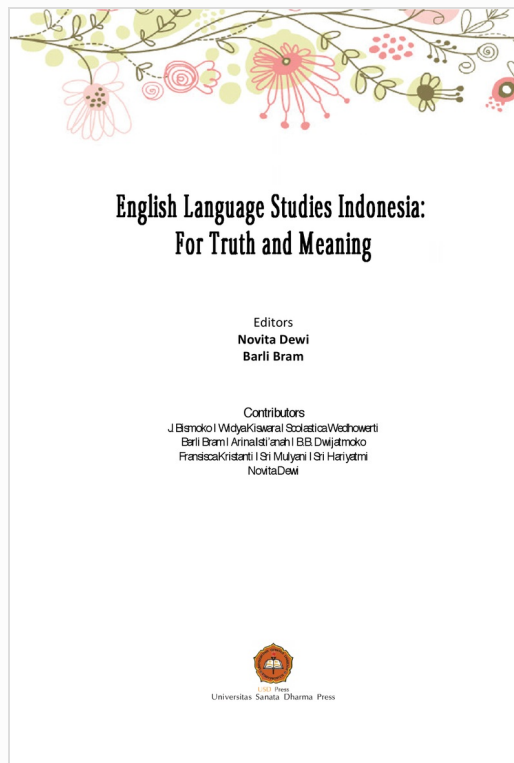 English Language Studies Indonesia:
For Truth and Meaning
Editors
Novita Dewi
Barli Bram
Contributors
J.Bismoko I Widya Kiswara I Scolastica Wedhowerti
Barli Bram I Arina Isti'anah I B.B. Dwijatmoko
Fransisca Kristanti I Sri Mulyani I Sri Hariyatmi
Novita Dewi
USD Press
Universitas Sanata Dharma Press